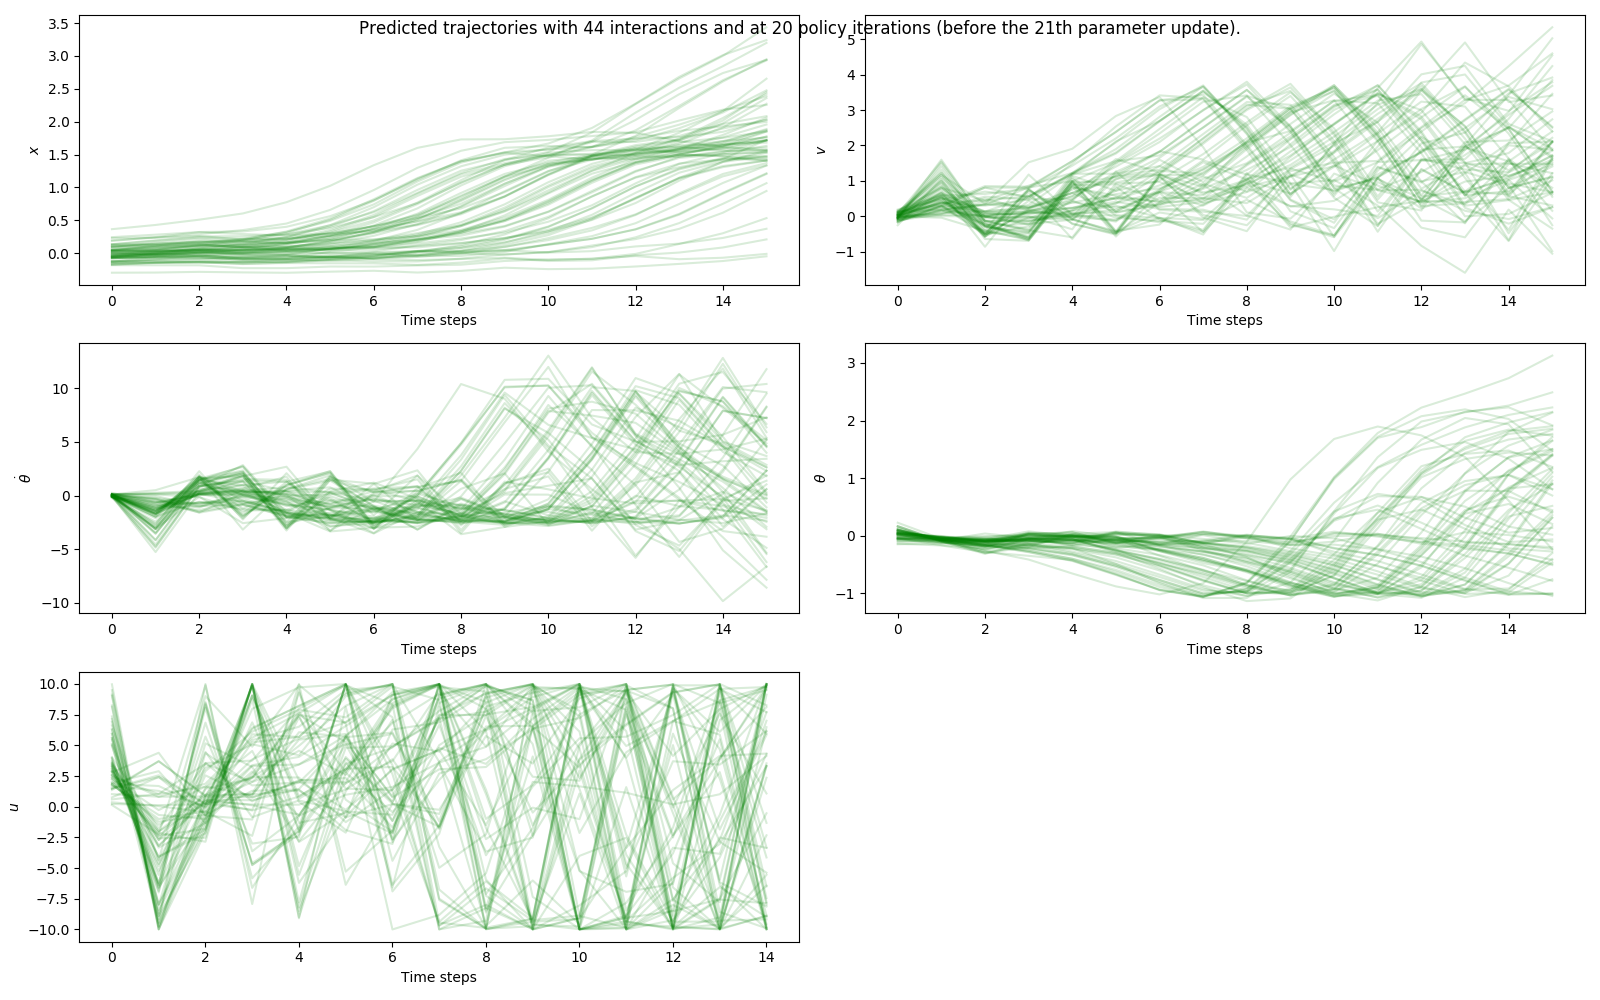 Predicted trajectories with 44 interactions and at 20 policy iterations (before the 21th parameter update).
3.5
3.0
2.5
2.0
1.5
1.0
0.5
0.0
x
0 2 4 6 8 10 12 14
Time steps
5
4
3
2
1
0
−1
v
0 2 4 6 8 10 12 14
Time steps
10
5
0
−5
−10
θ̇
0 2 4 6 8 10 12 14
Time steps
3
2
1
0
−1
θ
0 2 4 6 8 10 12 14
Time steps
10.0
7.5
5.0
2.5
0.0
−2.5
−5.0
−7.5
−10.0
u
0 2 4 6 8 10 12 14
Time steps